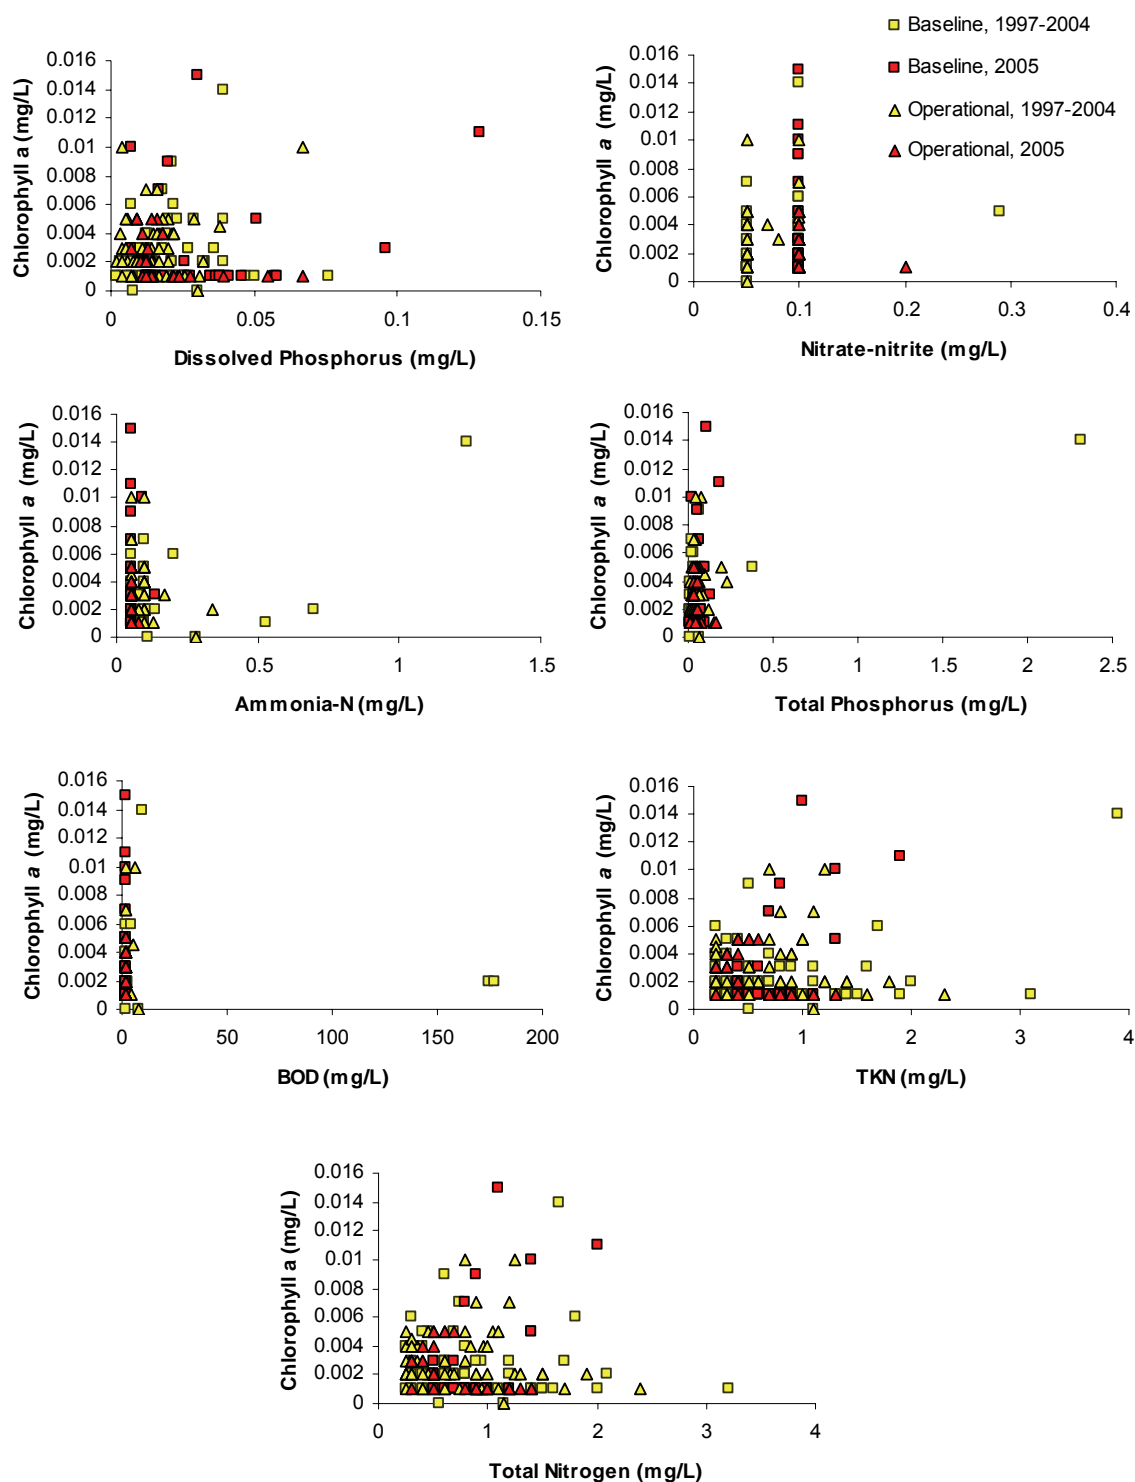 Baseline, 1997-2004
Baseline, 2005
Operational, 1997-2004
Operational, 2005
Chlorophyll a (mg/L)
0.016
0.014
0.012
0.01
0.008
0.006
0.004
0.002
0
0 0.05 0.1 0.15
Dissolved Phosphorus (mg/L)
Chlorophyll a (mg/L)
0.016
0.014
0.012
0.01
0.008
0.006
0.004
0.002
0
0 0.1 0.2 0.3 0.4
Nitrate-nitrite (mg/L)
Chlorophyll a (mg/L)
0.016
0.014
0.012
0.01
0.008
0.006
0.004
0.002
0
0 0.5 1 1.5
Ammonia-N (mg/L)
Chlorophyll a (mg/L)
0.016
0.014
0.012
0.01
0.008
0.006
0.004
0.002
0
0 0.5 1 1.5 2 2.5
Total Phosphorus (mg/L)
Chlorophyll a (mg/L)
0.016
0.014
0.012
0.01
0.008
0.006
0.004
0.002
0
0 50 100 150 200
BOD (mg/L)
Chlorophyll a (mg/L)
0.016
0.014
0.012
0.01
0.008
0.006
0.004
0.002
0
0 1 2 3 4
TKN (mg/L)
Chlorophyll a (mg/L)
0.016
0.014
0.012
0.01
0.008
0.006
0.004
0.002
0
0 1 2 3 4
Total Nitrogen (mg/L)